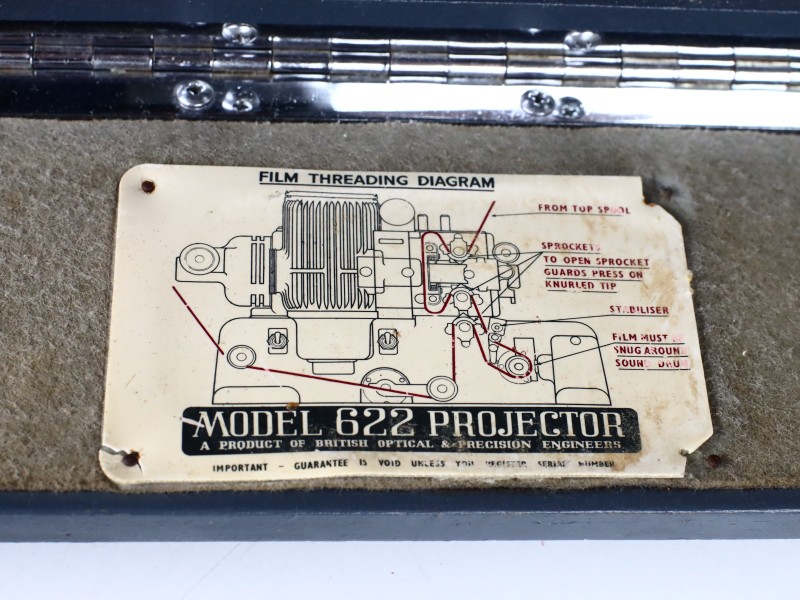 FILM THREADING DIAGRAM
FROM TOP SPOOL
SPROCKETS
TO OPEN SPROCKET
GUARDS PRESS ON
KNURLED TIP
STABILISER
FILM MUST
SNUG AROUND
SOUND DRUM
MODEL 622 PROJECTOR
A PRODUCT OF BRITISH OPTICAL & PRECISION ENGINEERS
IMPORTANT - GUARANTEE IS VOID UNLESS YOU REGISTER SERIAL NUMBER